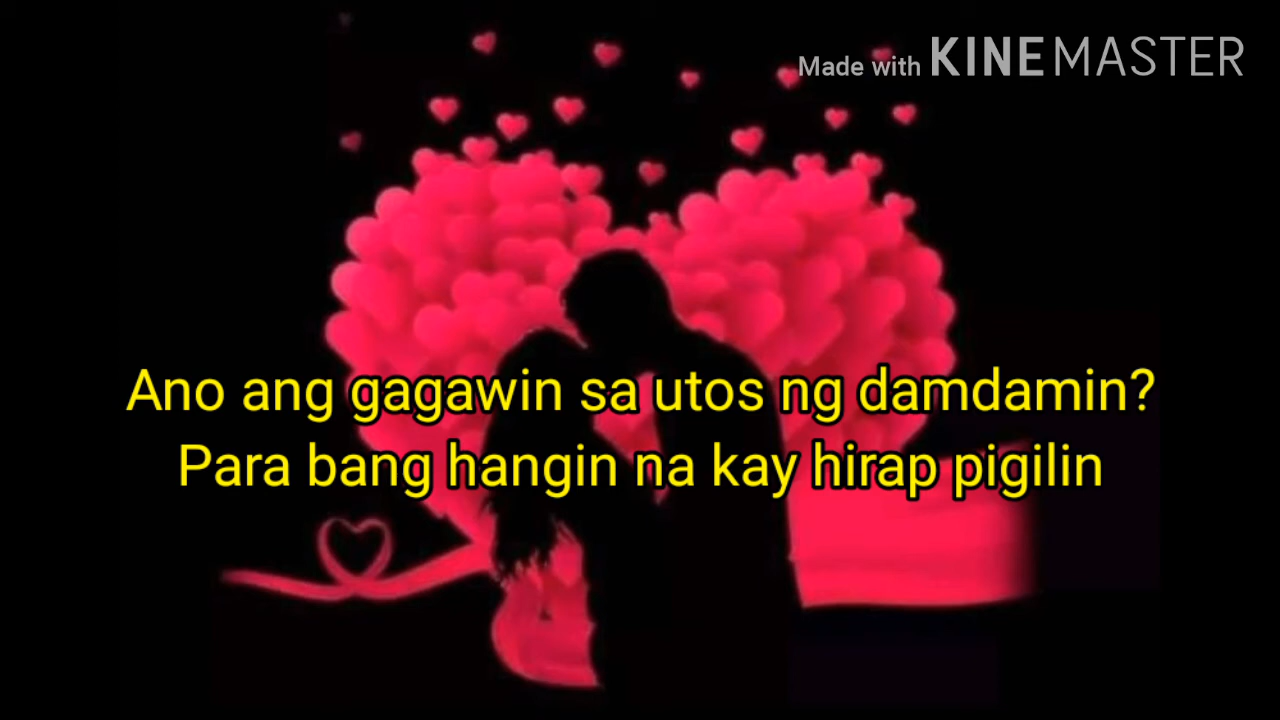 Made with KINEMASTER
Ano ang gagawin sa utos ng damdamin?
Para bang hangin na kay hirap pigilin